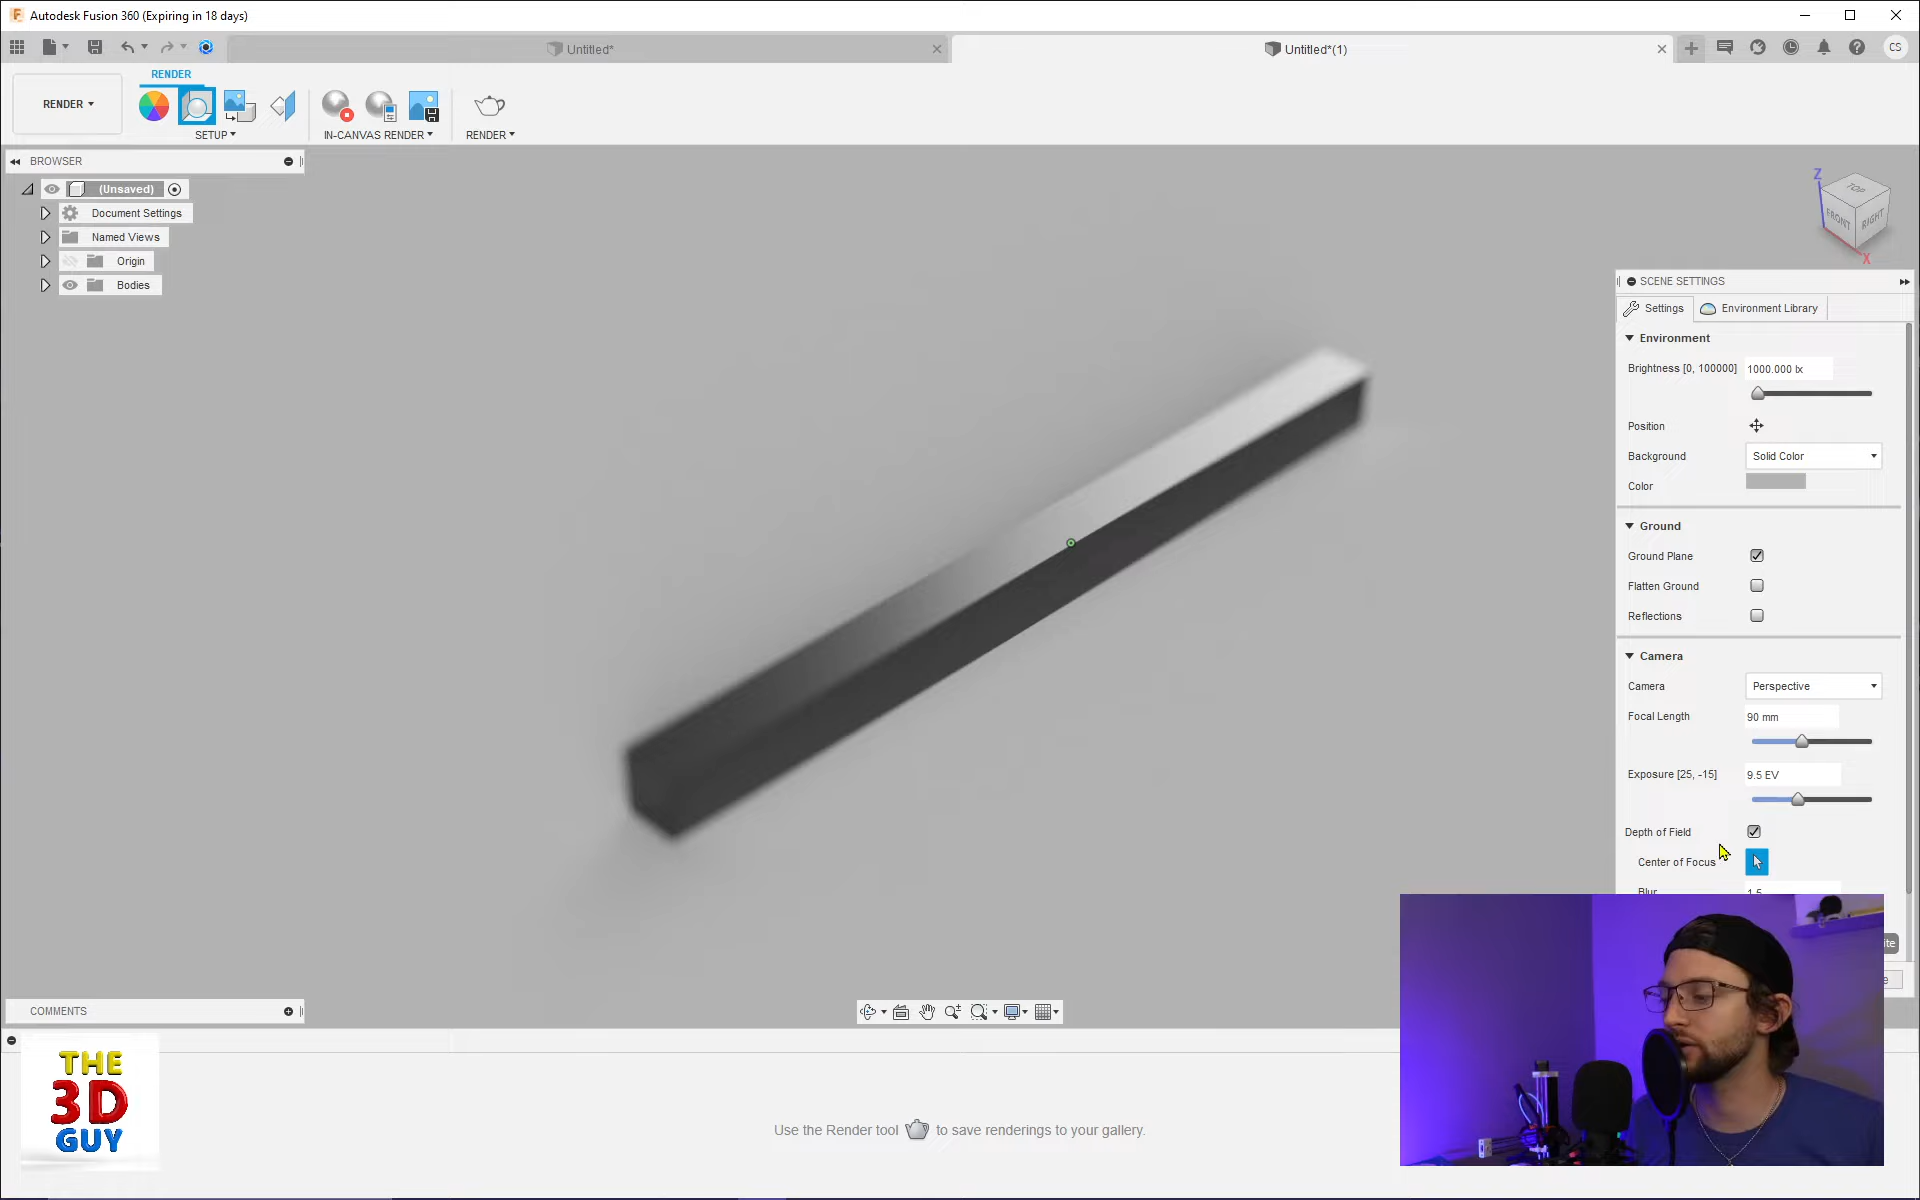 Autodesk Fusion 360 (Expiring in 18 days)
Untitled*
Untitled*(1)
CS
RENDER
RENDER
SETUP
IN-CANVAS RENDER
RENDER
BROWSER
(Unsaved)
Document Settings
Named Views
Origin
Bodies
Z
TOP
FRONT
RIGHT
X
SCENE SETTINGS
Settings
Environment Library
Environment
Brightness [0, 100000]
1000.000 lx
Position
Background
Solid Color
Color
Ground
Ground Plane
Flatten Ground
Reflections
Camera
Camera
Perspective
Focal Length
90 mm
Exposure [25, -15]
9.5 EV
Depth of Field
Center of Focus
Blur
1.5
COMMENTS
THE
3D
GUY
Use the Render tool to save renderings to your gallery.